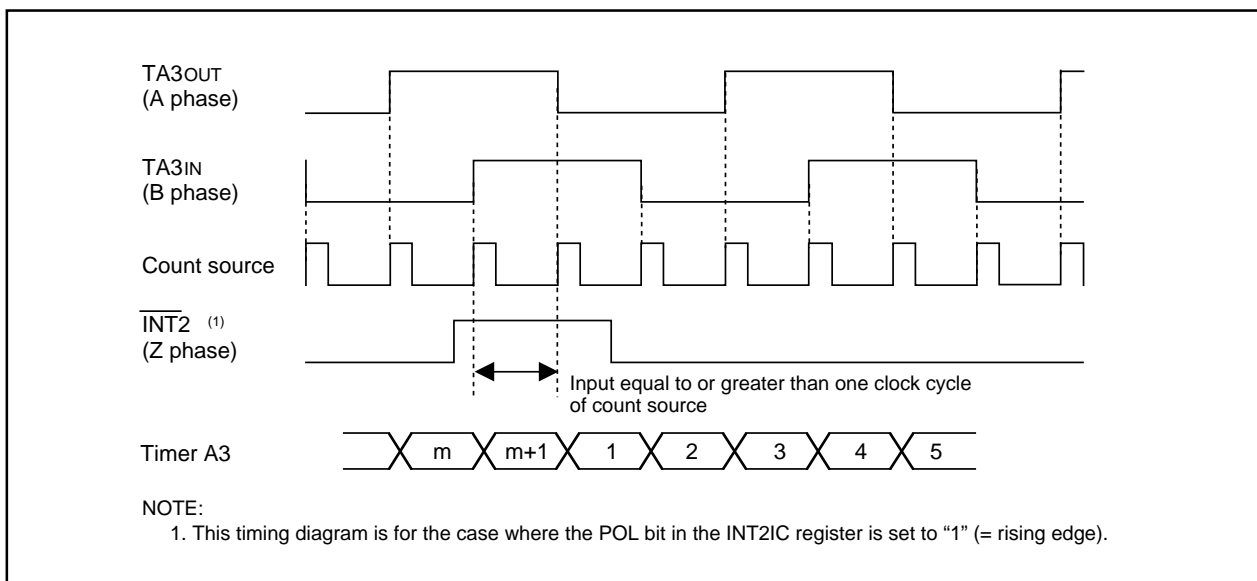 TA3OUT
(A phase)
TA3IN
(B phase)
Count source
INT2 (1)
(Z phase)
Input equal to or greater than one clock cycle
of count source
Timer A3
m m+1 1 2 3 4 5
NOTE:
1. This timing diagram is for the case where the POL bit in the INT2IC register is set to “1” (= rising edge).